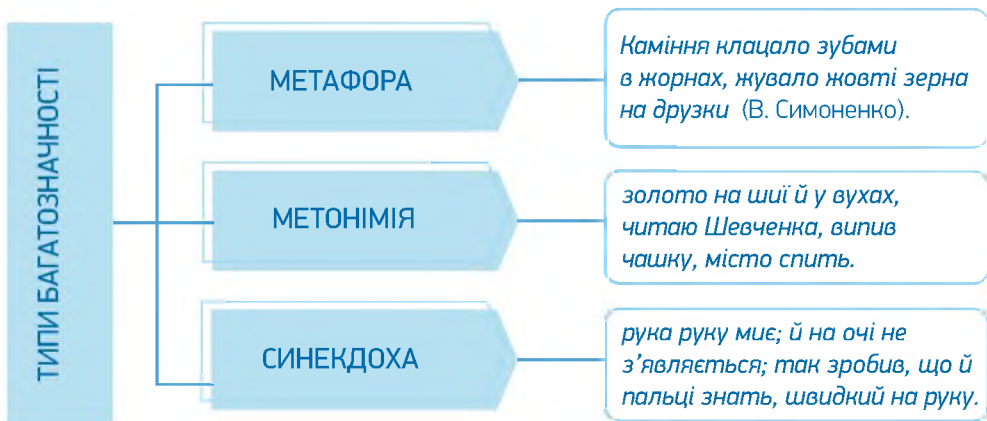 ТИПИ БАГАТОЗНАЧНОСТІ
МЕТАФОРА
Каміння клацало зубами
в жорнах, жувало жовті зерна
на друзки (В. Симоненко).
МЕТОНІМІЯ
золото на шиї й у вухах,
читаю Шевченка, випив
чашку, місто спить.
СИНЕКДОХА
рука руку миє; й на очі не
з’являється; так зробив, що й
пальці знать, швидкий на руку.